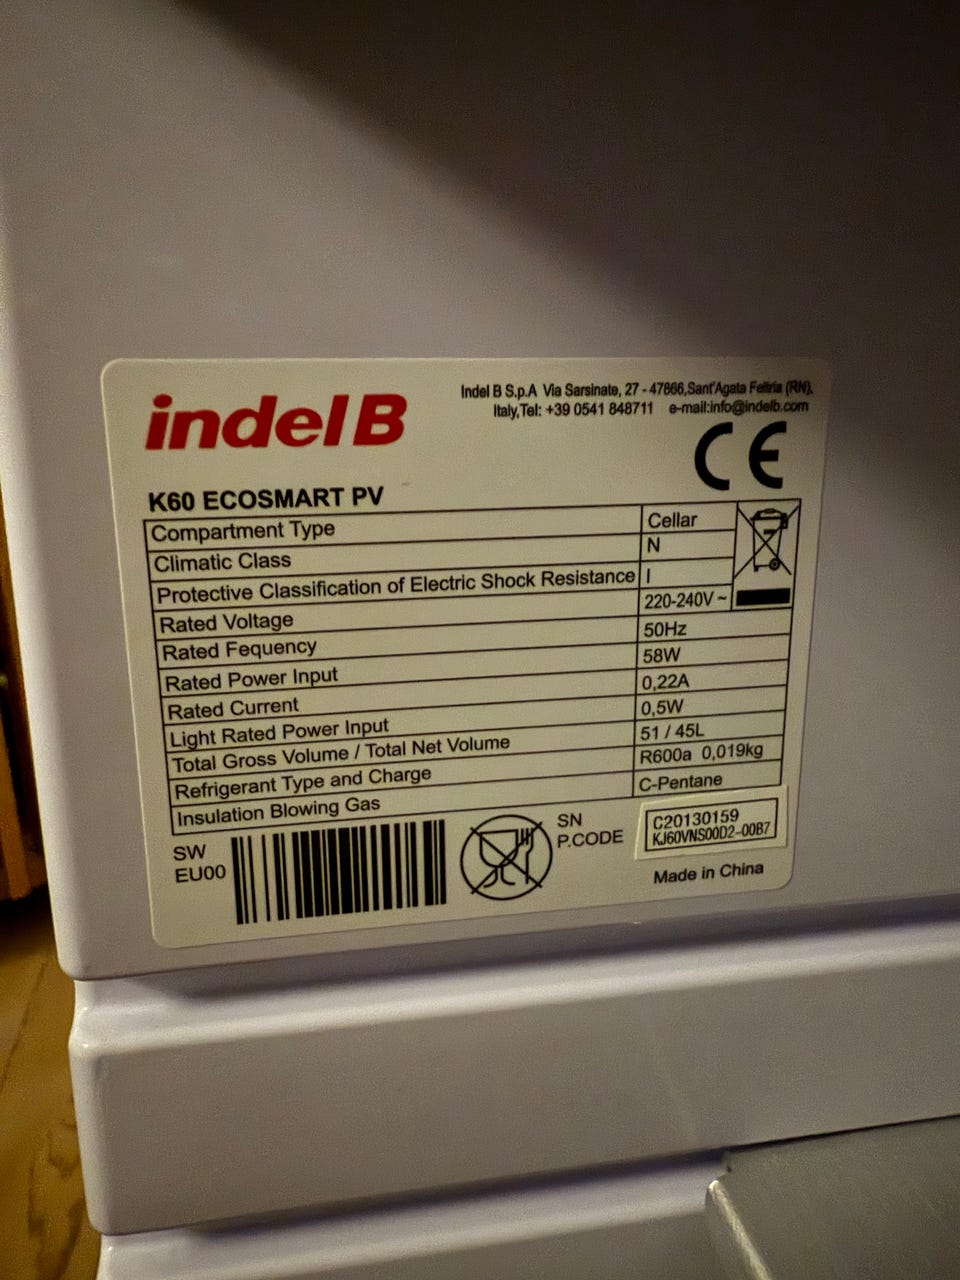 indel B
Indel B S.p.A Via Sarsinate, 27 - 47866,Sant'Agata Feltria (RN),
Italy,Tel: +39 0541 848711 e-mail:info@indelb.com
CE
K60 ECOSMART PV
Compartment Type Cellar
Climatic Class N
Protective Classification of Electric Shock Resistance I
Rated Voltage 220-240V ~
Rated Fequency 50Hz
Rated Power Input 58W
Rated Current 0,22A
Light Rated Power Input 0,5W
Total Gross Volume / Total Net Volume 51 / 45L
Refrigerant Type and Charge R600a 0,019kg
Insulation Blowing Gas C-Pentane
SW
EU00
SN C20130159
P.CODE KJ60VNS00D2-00B7
Made in China